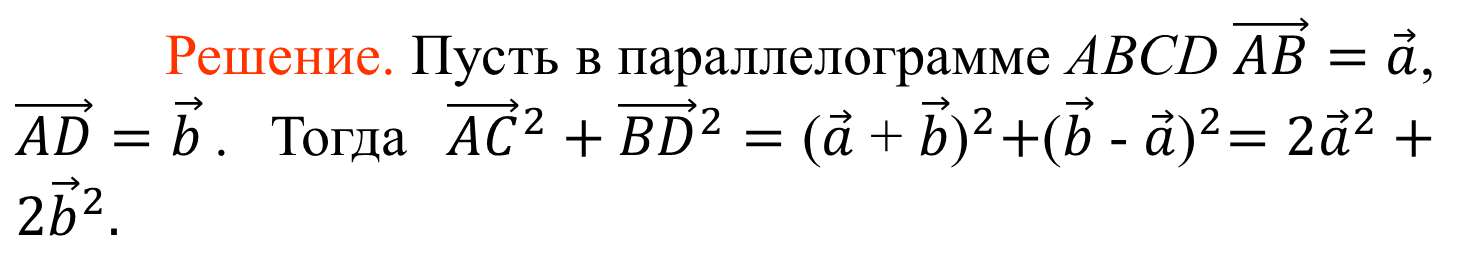 Решение. Пусть в параллелограмме ABCD $\overrightarrow{AB} = \vec{a}$,
$\overrightarrow{AD} = \vec{b}$ . Тогда $\overrightarrow{AC}^2 + \overrightarrow{BD}^2 = (\vec{a} + \vec{b})^2 + (\vec{b} - \vec{a})^2 = 2\vec{a}^2 +$
$2\vec{b}^2$.